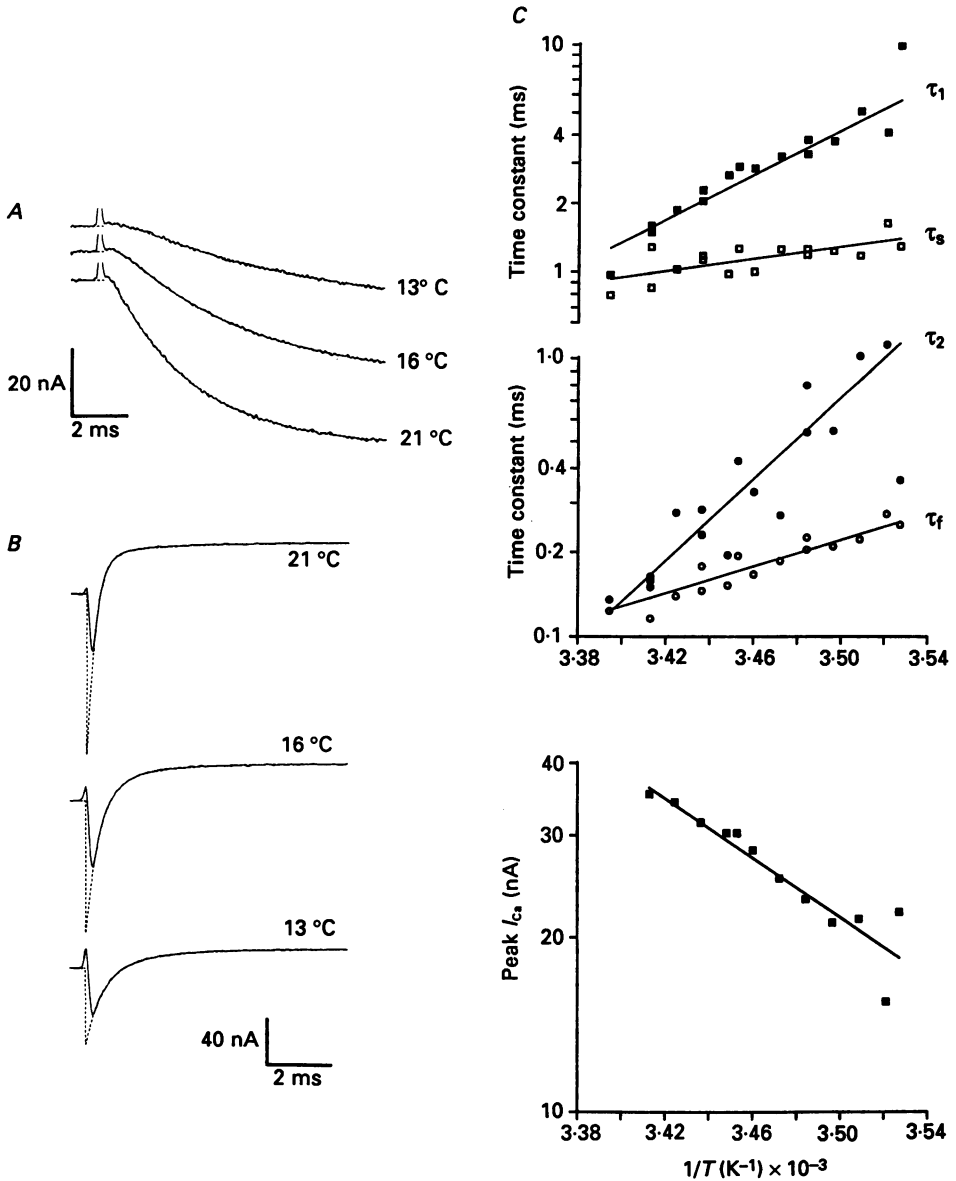 A
13° C
16 °C
21 °C
20 nA
2 ms
B
21 °C
16 °C
13 °C
40 nA
2 ms
C
Time constant (ms)
10
4
2
1
τ1
τs
Time constant (ms)
1·0
0·4
0·2
0·1
τ2
τf
3·38 3·42 3·46 3·50 3·54
Peak ICa (nA)
40
30
20
10
3·38 3·42 3·46 3·50 3·54
1/T (K–1) × 10–3